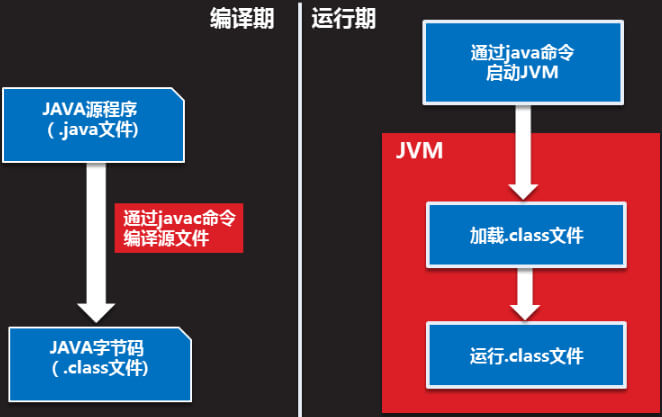 编译期
JAVA源程序
（ .java文件)
通过javac命令
编译源文件
JAVA字节码
（ .class文件)
运行期
通过java命令
启动JVM
JVM
加载.class文件
运行.class文件